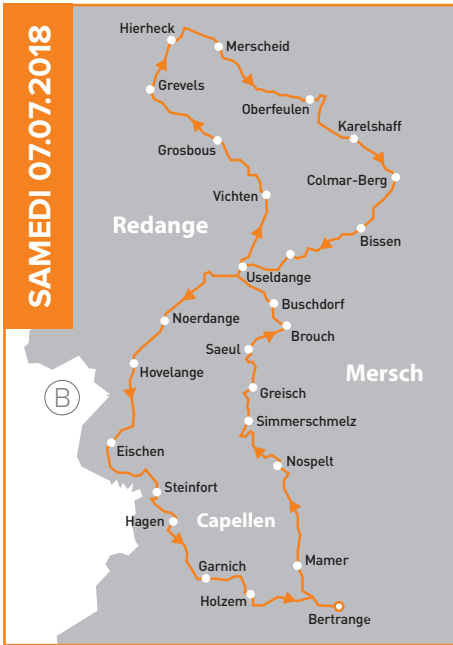 SAMEDI 07.07.2018
Hierheck
Merscheid
Grevels
Oberfeulen
Karelshaff
Grosbous
Colmar-Berg
Vichten
Redange
Bissen
Useldange
Buschdorf
Noerdange
Brouch
Saeul
Hovelange
Mersch
B
Greisch
Simmerschmelz
Eischen
Nospelt
Steinfort
Hagen
Capellen
Garnich
Mamer
Holzem
Bertrange